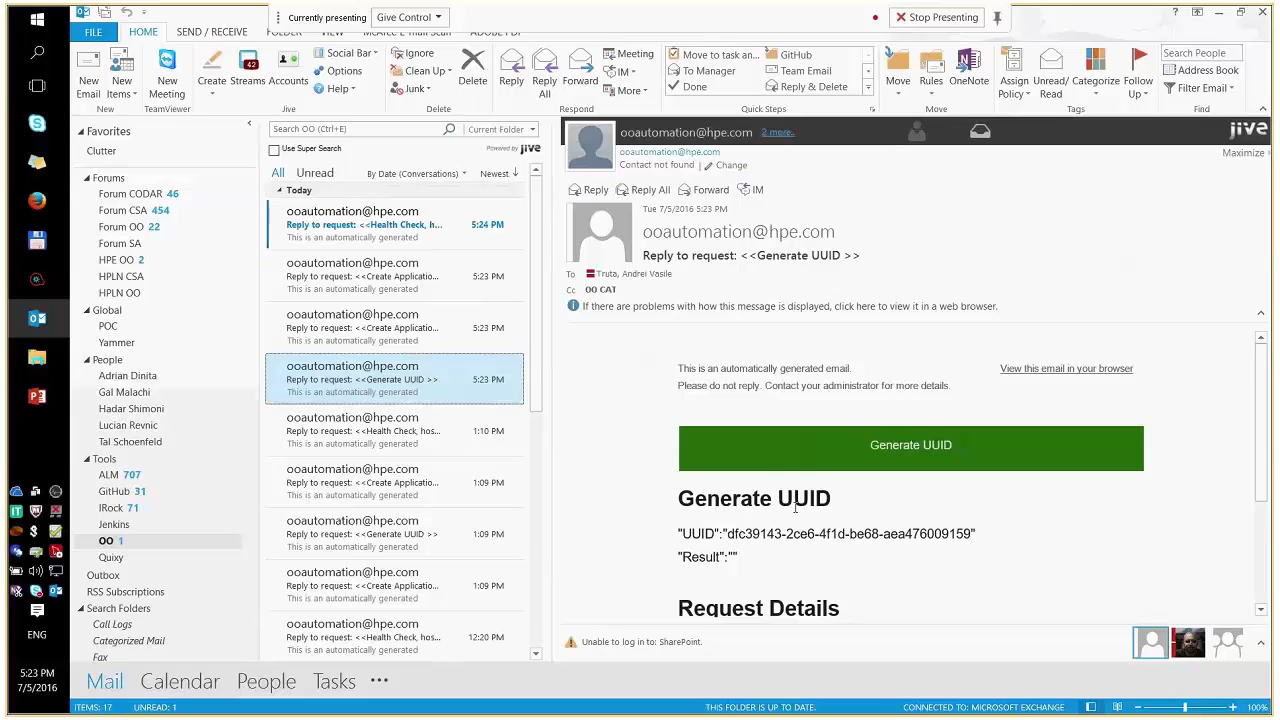 Currently presenting
Give Control
Stop Presenting
FILE
HOME
SEND / RECEIVE
FOLDER
VIEW
McAfee E-mail Scan
ADOBE PDF
New Email
New Items
New
New Meeting
TeamViewer
Create
Streams
42
Accounts
Social Bar
Options
Help
Jive
Ignore
Clean Up
Junk
Delete
Delete
Reply
Reply All
Forward
Meeting
IM
More
Respond
Move to task an...
To Manager
Done
GitHub
Team Email
Reply & Delete
Quick Steps
Move
Rules
OneNote
Move
Assign Policy
Unread/ Read
Categorize
Follow Up
Tags
Search People
Address Book
Filter Email
Find
Favorites
Clutter
Forums
Forum CODAR 46
Forum CSA 454
Forum OO 22
Forum SA
HPE OO 2
HPLN CSA
HPLN OO
Global
POC
Yammer
People
Adrian Dinita
Gal Malachi
Hadar Shimoni
Lucian Revnic
Tal Schoenfeld
Tools
ALM 707
GitHub 31
IRock 71
Jenkins
OO 1
Quixy
Outbox
RSS Subscriptions
Search Folders
Call Logs
Categorized Mail
Fax
Search OO (Ctrl+E)
Current Folder
Use Super Search
Powered by jive
All
Unread
By Date (Conversations)
Newest
Today
ooautomation@hpe.com
Reply to request: <<Health Check, h... 5:24 PM
This is an automatically generated
ooautomation@hpe.com
Reply to request: <<Create Applicatio... 5:23 PM
This is an automatically generated
ooautomation@hpe.com
Reply to request: <<Create Applicatio... 5:23 PM
This is an automatically generated
ooautomation@hpe.com
Reply to request: <<Generate UUID >> 5:23 PM
This is an automatically generated
ooautomation@hpe.com
Reply to request: <<Health Check, hos... 1:10 PM
This is an automatically generated
ooautomation@hpe.com
Reply to request: <<Create Applicatio... 1:09 PM
This is an automatically generated
ooautomation@hpe.com
Reply to request: <<Generate UUID >> 1:09 PM
This is an automatically generated
ooautomation@hpe.com
Reply to request: <<Create Applicatio... 1:09 PM
This is an automatically generated
ooautomation@hpe.com
Reply to request: <<Health Check, hos... 12:20 PM
This is an automatically generated
ooautomation@hpe.com 2 more..
jive
ooautomation@hpe.com
Contact not found
Change
Maximize
Reply
Reply All
Forward
IM
Tue 7/5/2016 5:23 PM
ooautomation@hpe.com
Reply to request: <<Generate UUID >>
To Truta, Andrei Vasile
Cc OO CAT
If there are problems with how this message is displayed, click here to view it in a web browser.
This is an automatically generated email.
View this email in your browser
Please do not reply. Contact your administrator for more details.
Generate UUID
Generate UUID
"UUID":"dfc39143-2ce6-4f1d-be68-aea476009159"
"Result":""
Request Details
Unable to log in to: SharePoint.
Mail
Calendar
People
Tasks
ENG
5:23 PM
7/5/2016
ITEMS: 17
UNREAD: 1
THIS FOLDER IS UP TO DATE.
CONNECTED TO: MICROSOFT EXCHANGE
100%